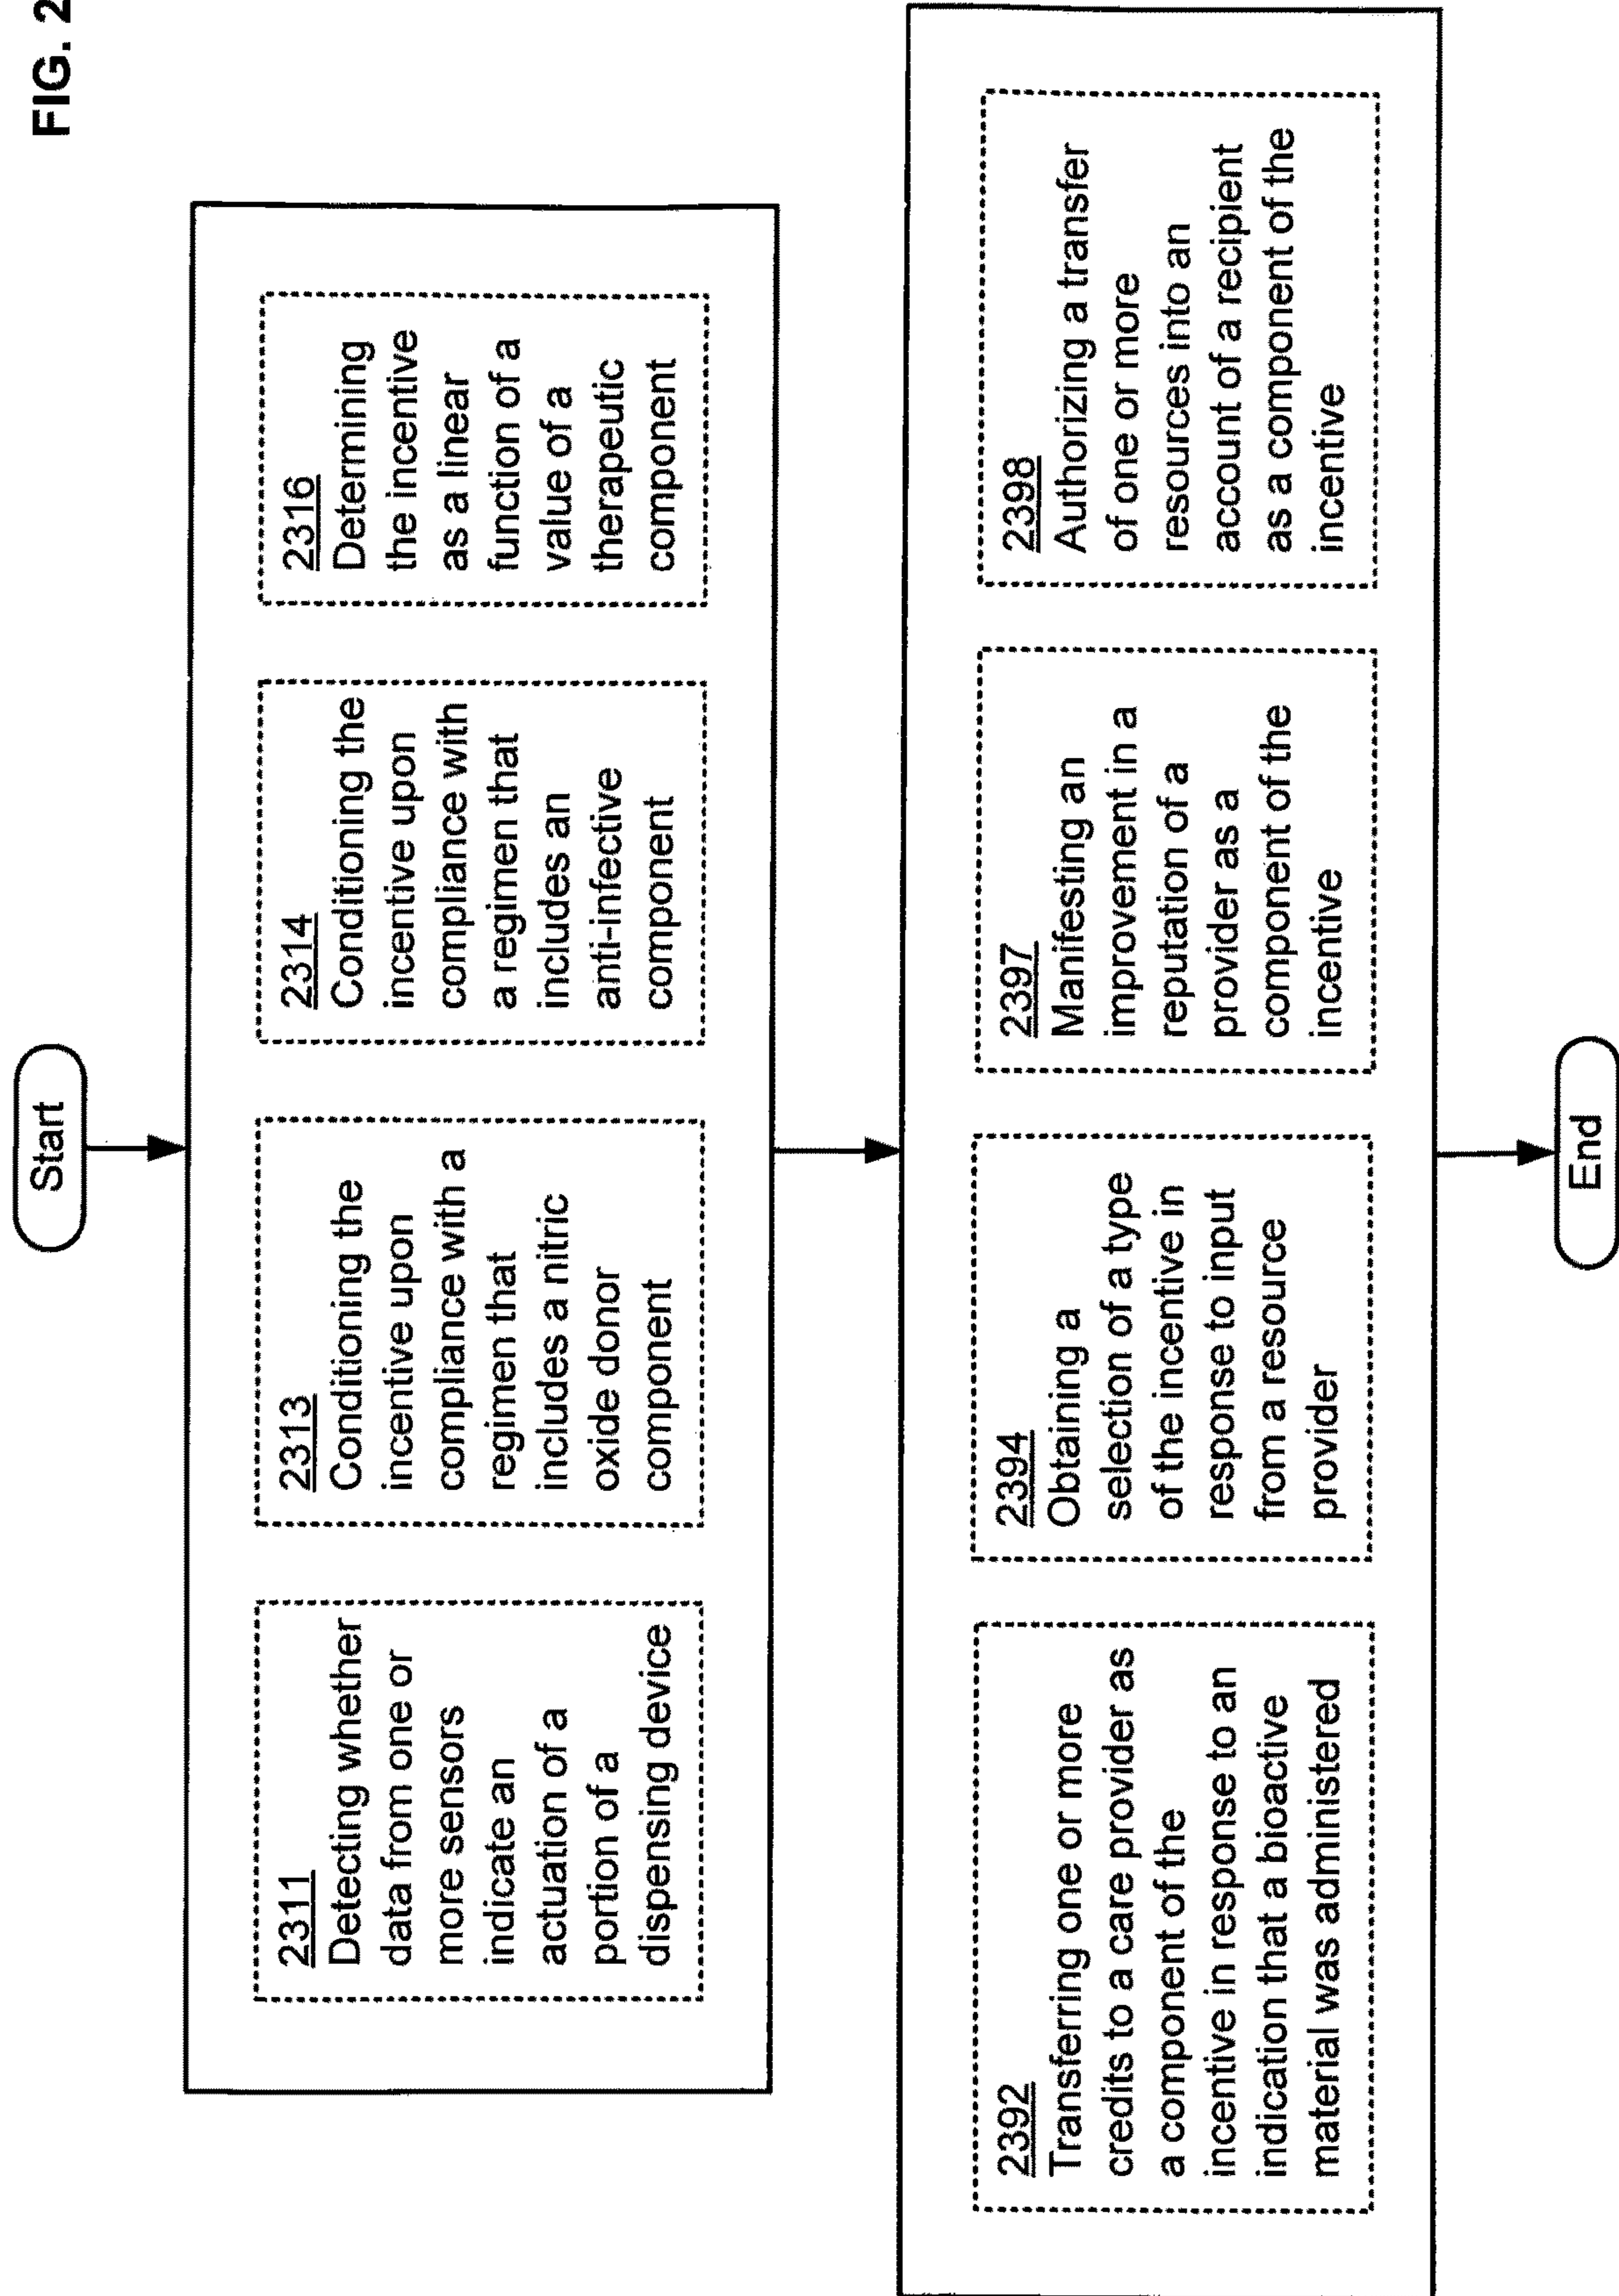 FIG. 2
Start
2311
Detecting whether
data from one or
more sensors
indicate an
actuation of a
portion of a
dispensing device
2313
Conditioning the
incentive upon
compliance with a
regimen that
includes a nitric
oxide donor
component
2314
Conditioning the
incentive upon
compliance with
a regimen that
includes an
anti-infective
component
2316
Determining
the incentive
as a linear
function of a
value of a
therapeutic
component
2392
Transferring one or more
credits to a care provider as
a component of the
incentive in response to an
indication that a bioactive
material was administered
2394
Obtaining a
selection of a type
of the incentive in
response to input
from a resource
provider
2397
Manifesting an
improvement in a
reputation of a
provider as a
component of the
incentive
2398
Authorizing a transfer
of one or more
resources into an
account of a recipient
as a component of the
incentive
End